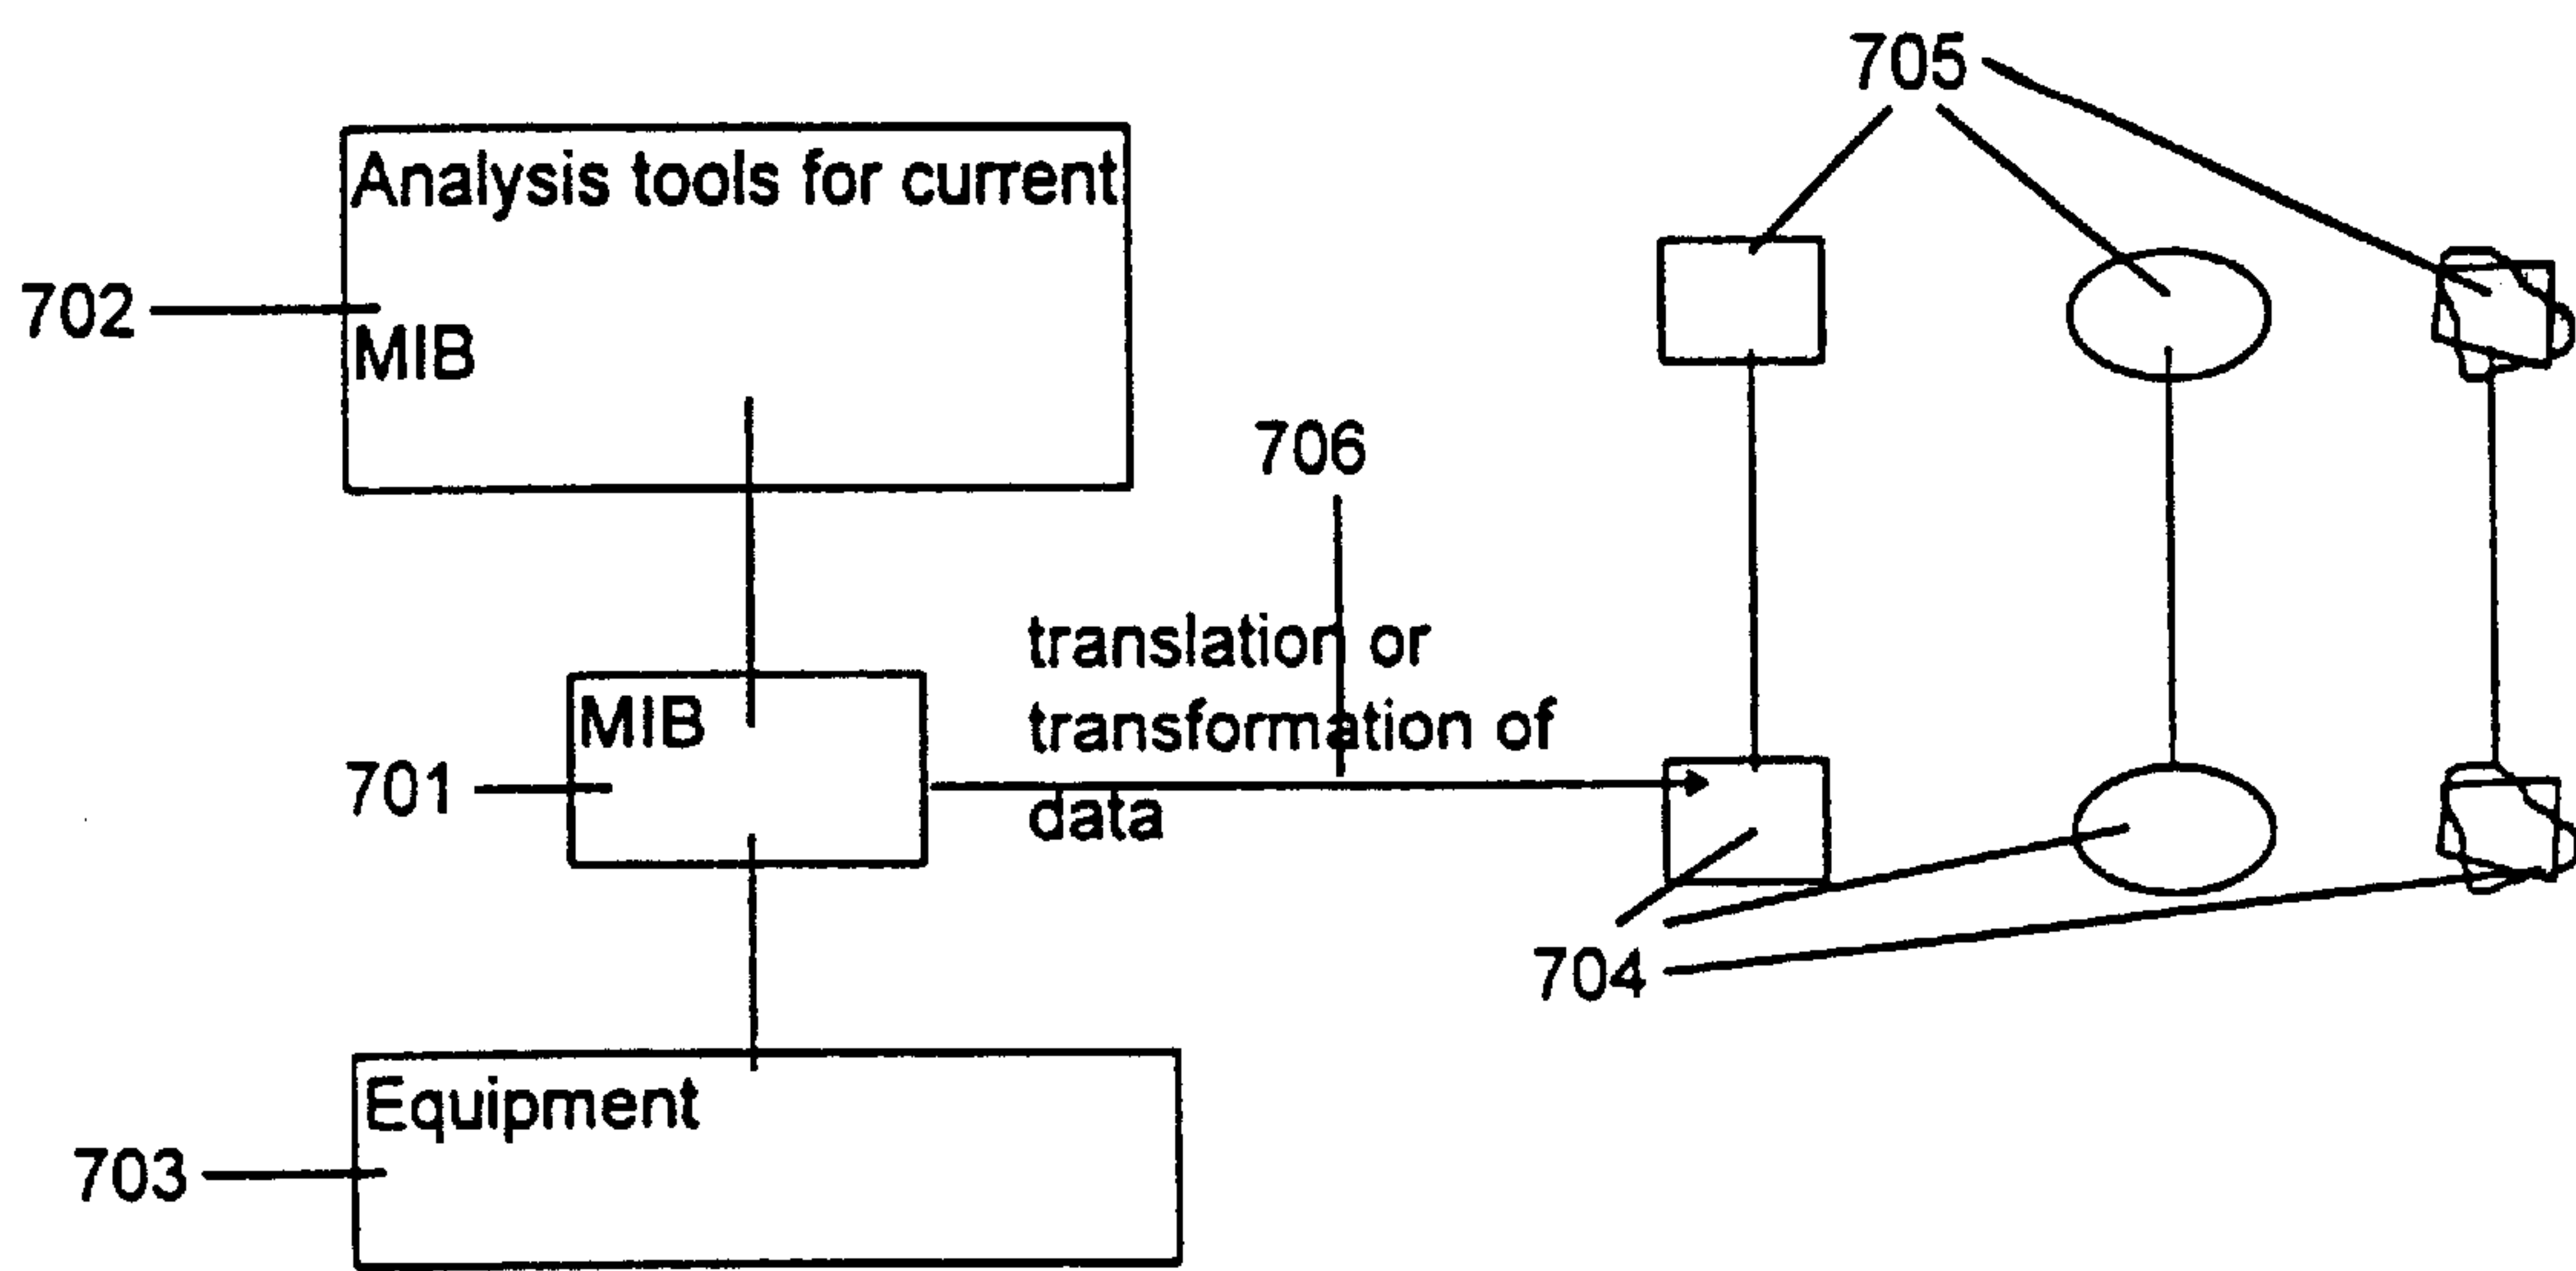 705
Analysis tools for current
702
MIB
706
translation or
transformation of
data
MIB
701
704
Equipment
703